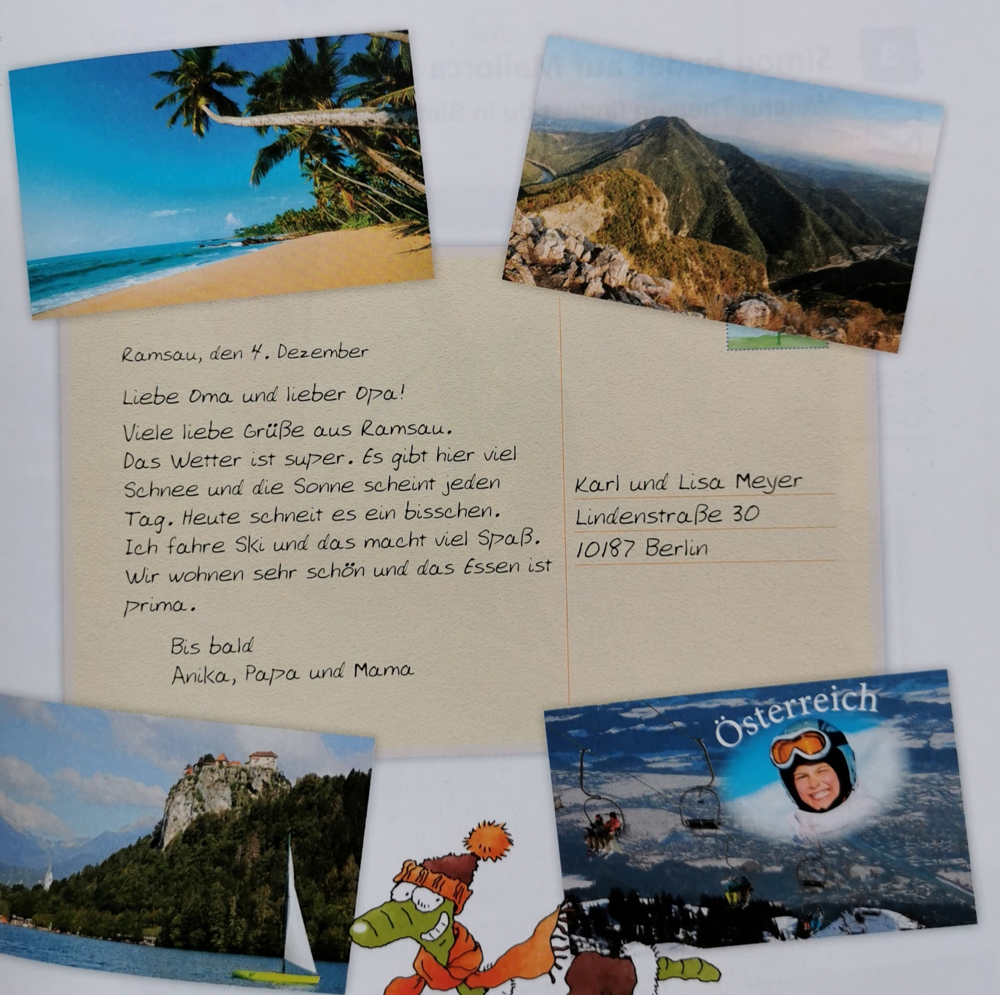 Ramsau, den 4. Dezember
Liebe Oma und lieber Opa!
Viele liebe Grüße aus Ramsau.
Das Wetter ist super. Es gibt hier viel
Schnee und die Sonne scheint jeden
Tag. Heute schneit es ein bisschen.
Ich fahre Ski und das macht viel Spaß.
Wir wohnen sehr schön und das Essen ist
prima.
Bis bald
Anika, Papa und Mama
Karl und Lisa Meyer
Lindenstraße 30
10187 Berlin
Österreich